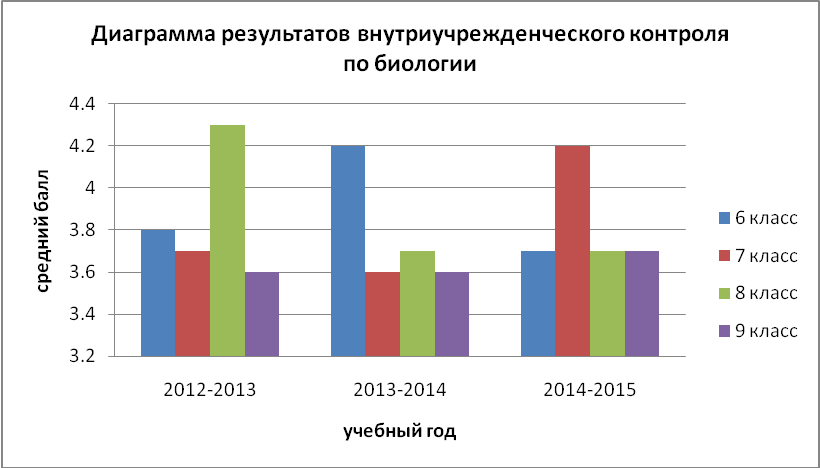 Диаграмма результатов внутриучрежденческого контроля
по биологии
4.4
4.2
4
3.8
3.6
3.4
3.2
средний балл
2012-2013
2013-2014
2014-2015
учебный год
6 класс
7 класс
8 класс
9 класс